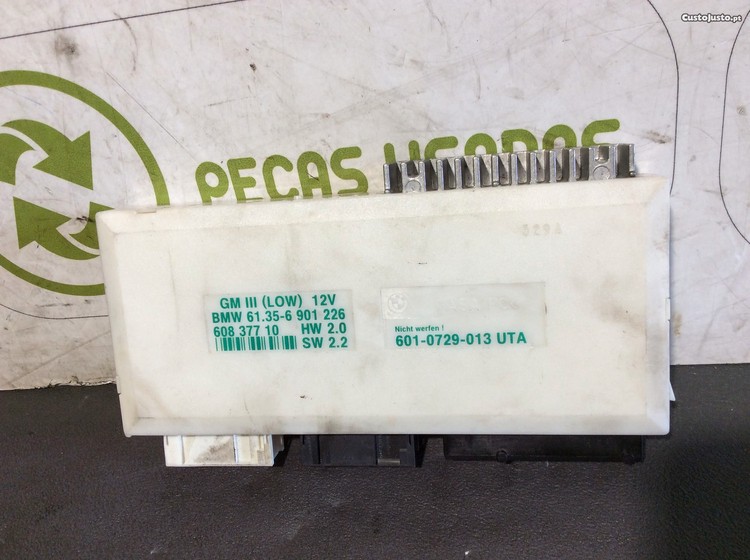 Custojusto.pt
PEÇAS USADAS
329A
GM III (LOW) 12V
BMW 61.35-6 901 226
608 377 10 HW 2.0
SW 2.2
Nicht werfen !
601-0729-013 UTA